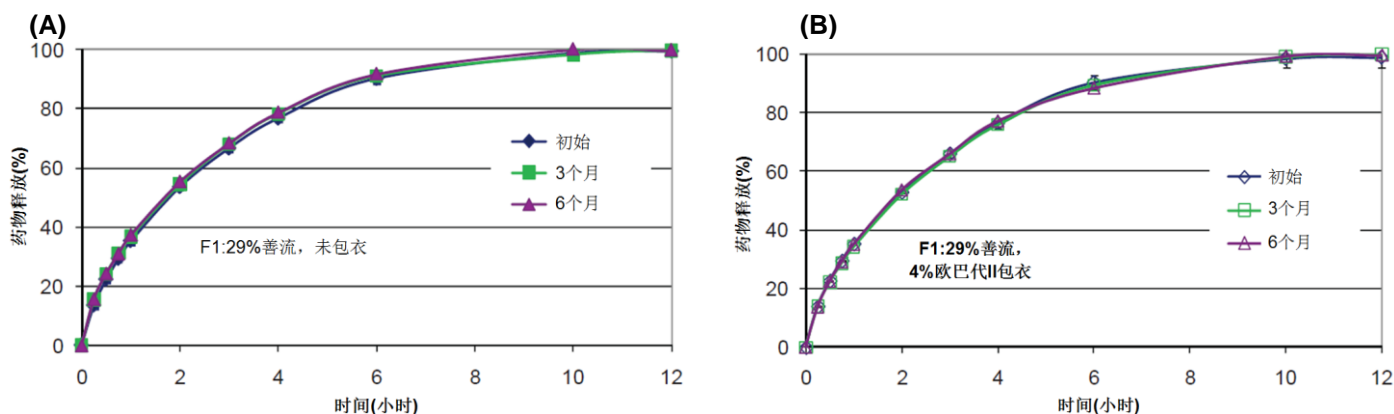 (A)
药物释放(%)
100
80
60
40
20
0
0 2 4 6 8 10 12
时间(小时)
初始
3个月
6个月
F1:29%善流，未包衣
(B)
药物释放(%)
100
80
60
40
20
0
0 2 4 6 8 10 12
时间(小时)
初始
3个月
6个月
F1:29%善流，
4%欧巴代II包衣